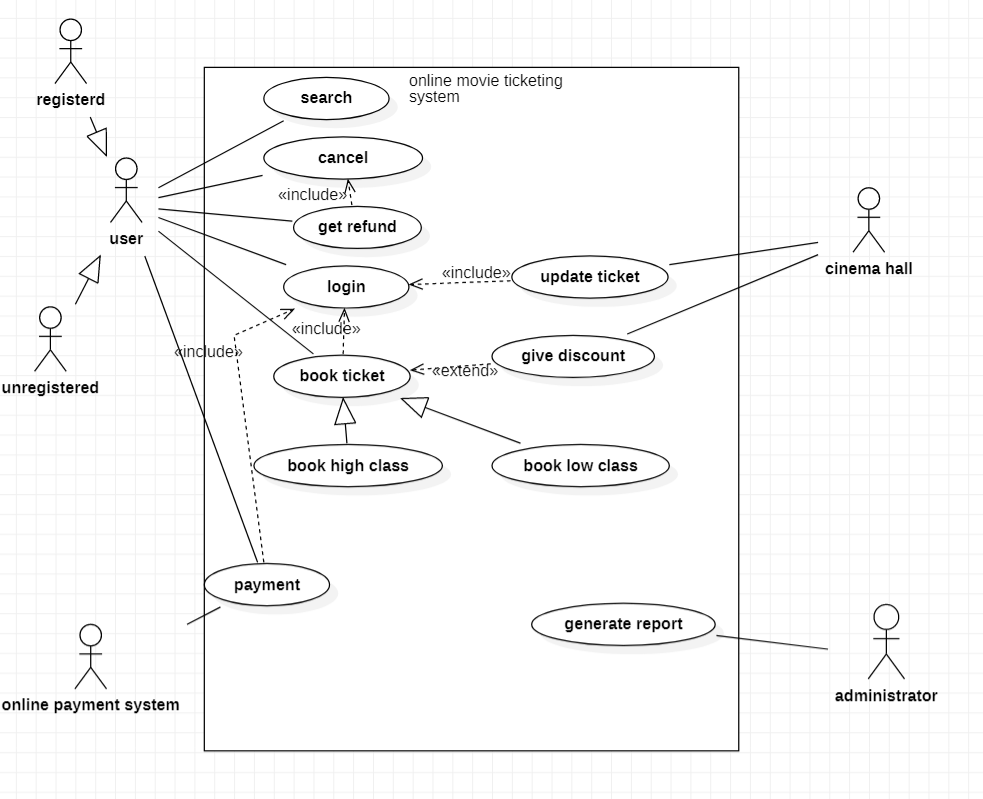 registerd
online movie ticketing
system
search
cancel
«include»
get refund
user
cinema hall
login
«include»
update ticket
«include»
«include»
give discount
book ticket
«extend»
unregistered
book high class
book low class
payment
generate report
online payment system
administrator